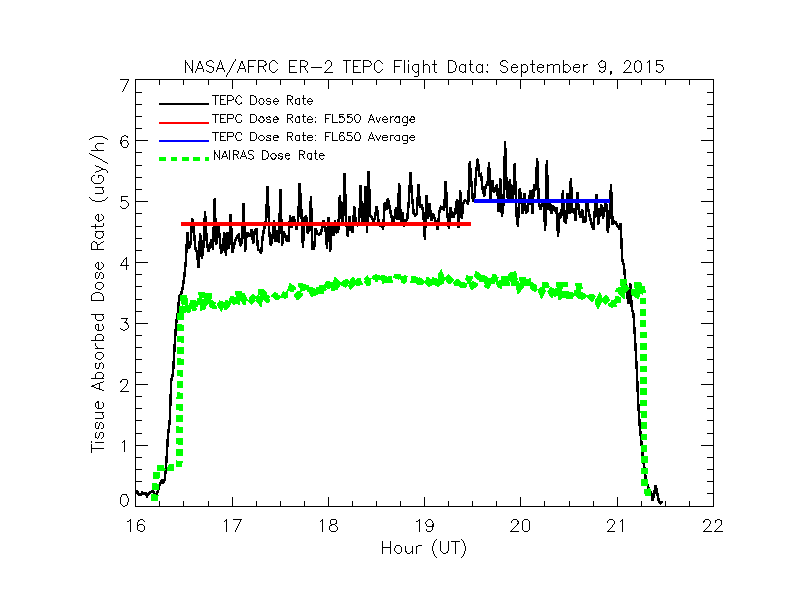 NASA/AFRC ER-2 TEPC Flight Data: September 9, 2015
TEPC Dose Rate
TEPC Dose Rate: FL550 Average
TEPC Dose Rate: FL650 Average
NAIRAS Dose Rate
Tissue Absorbed Dose Rate (uGy/h)
7
6
5
4
3
2
1
0
16 17 18 19 20 21 22
Hour (UT)